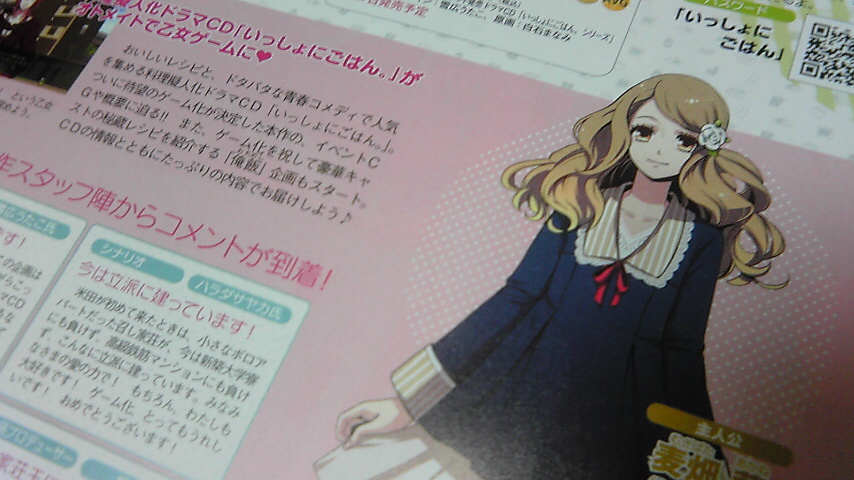 擬人化ドラマCD「いっしょにごはん。」が
オトメイトで乙女ゲームに♥
おいしいレシピと、ドタバタな青春コメディで人気
を集める料理擬人化ドラマCD「いっしょにごはん。」。
ついに待望のゲーム化が決定した本作の、イベントC
Gや概要に迫る!! また、ゲーム化を祝して豪華キャ
ストの秘蔵レシピを紹介する「俺飯」企画もスタート。
CDの情報とともにたっぷりの内容でお届けしよう♪
パスワード
「いっしょに
ごはん」
作スタッフ陣からコメントが到着!
シナリオ
ハラダサヤカ氏
今は立派に建っています!
米田が初めて来たときは、小さなボロア
パートだった召し家荘が、今は新築大学寮
にも負けず、高級鉄筋マンションにも負け
ず、こんなに立派に建っています。みなみ
なさまの愛の力で! もちろん、わたしも
大好きです! ゲーム化、とってもうれし
いです! おめでとうございます!
プロデューサー
主人公
麦畑